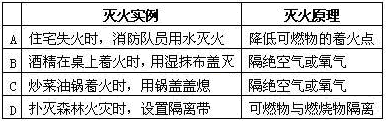 灭火实例 灭火原理
A 住宅失火时，消防队员用水灭火 降低可燃物的着火点
B 酒精在桌上着火时，用湿抹布盖灭 隔绝空气或氧气
C 炒菜油锅着火时，用锅盖盖熄 隔绝空气或氧气
D 扑灭森林火灾时，设置隔离带 可燃物与燃烧物隔离